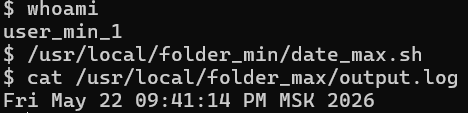 $ whoami
user_min_1
$ /usr/local/folder_min/date_max.sh
$ cat /usr/local/folder_max/output.log
Fri May 22 09:41:14 PM MSK 2026